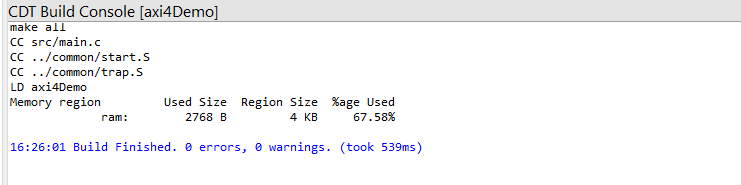 CDT Build Console [axi4Demo]
make all
CC src/main.c
CC ../common/start.S
CC ../common/trap.S
LD axi4Demo
Memory region         Used Size  Region Size  %age Used
             ram:        2768 B         4 KB     67.58%
16:26:01 Build Finished. 0 errors, 0 warnings. (took 539ms)